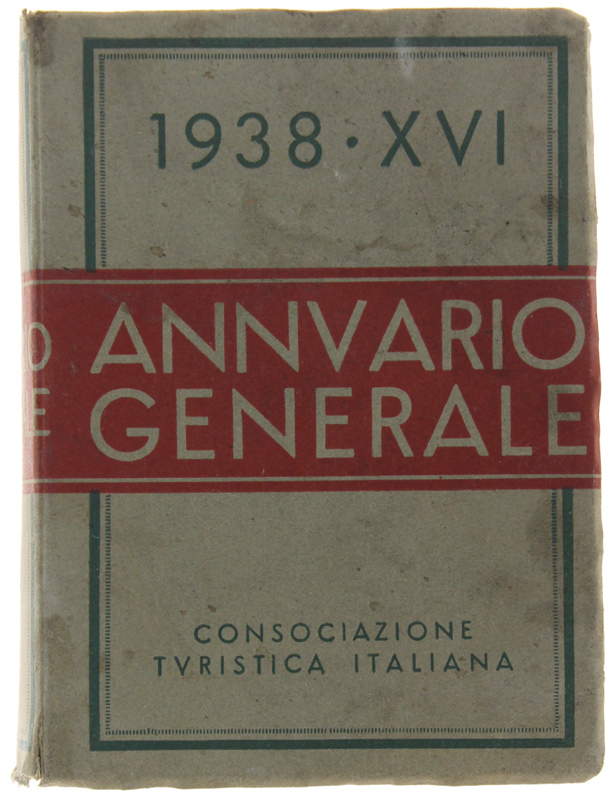 1938 · XVI
ANNVARIO
GENERALE
CONSOCIAZIONE
TVRISTICA ITALIANA
O
E